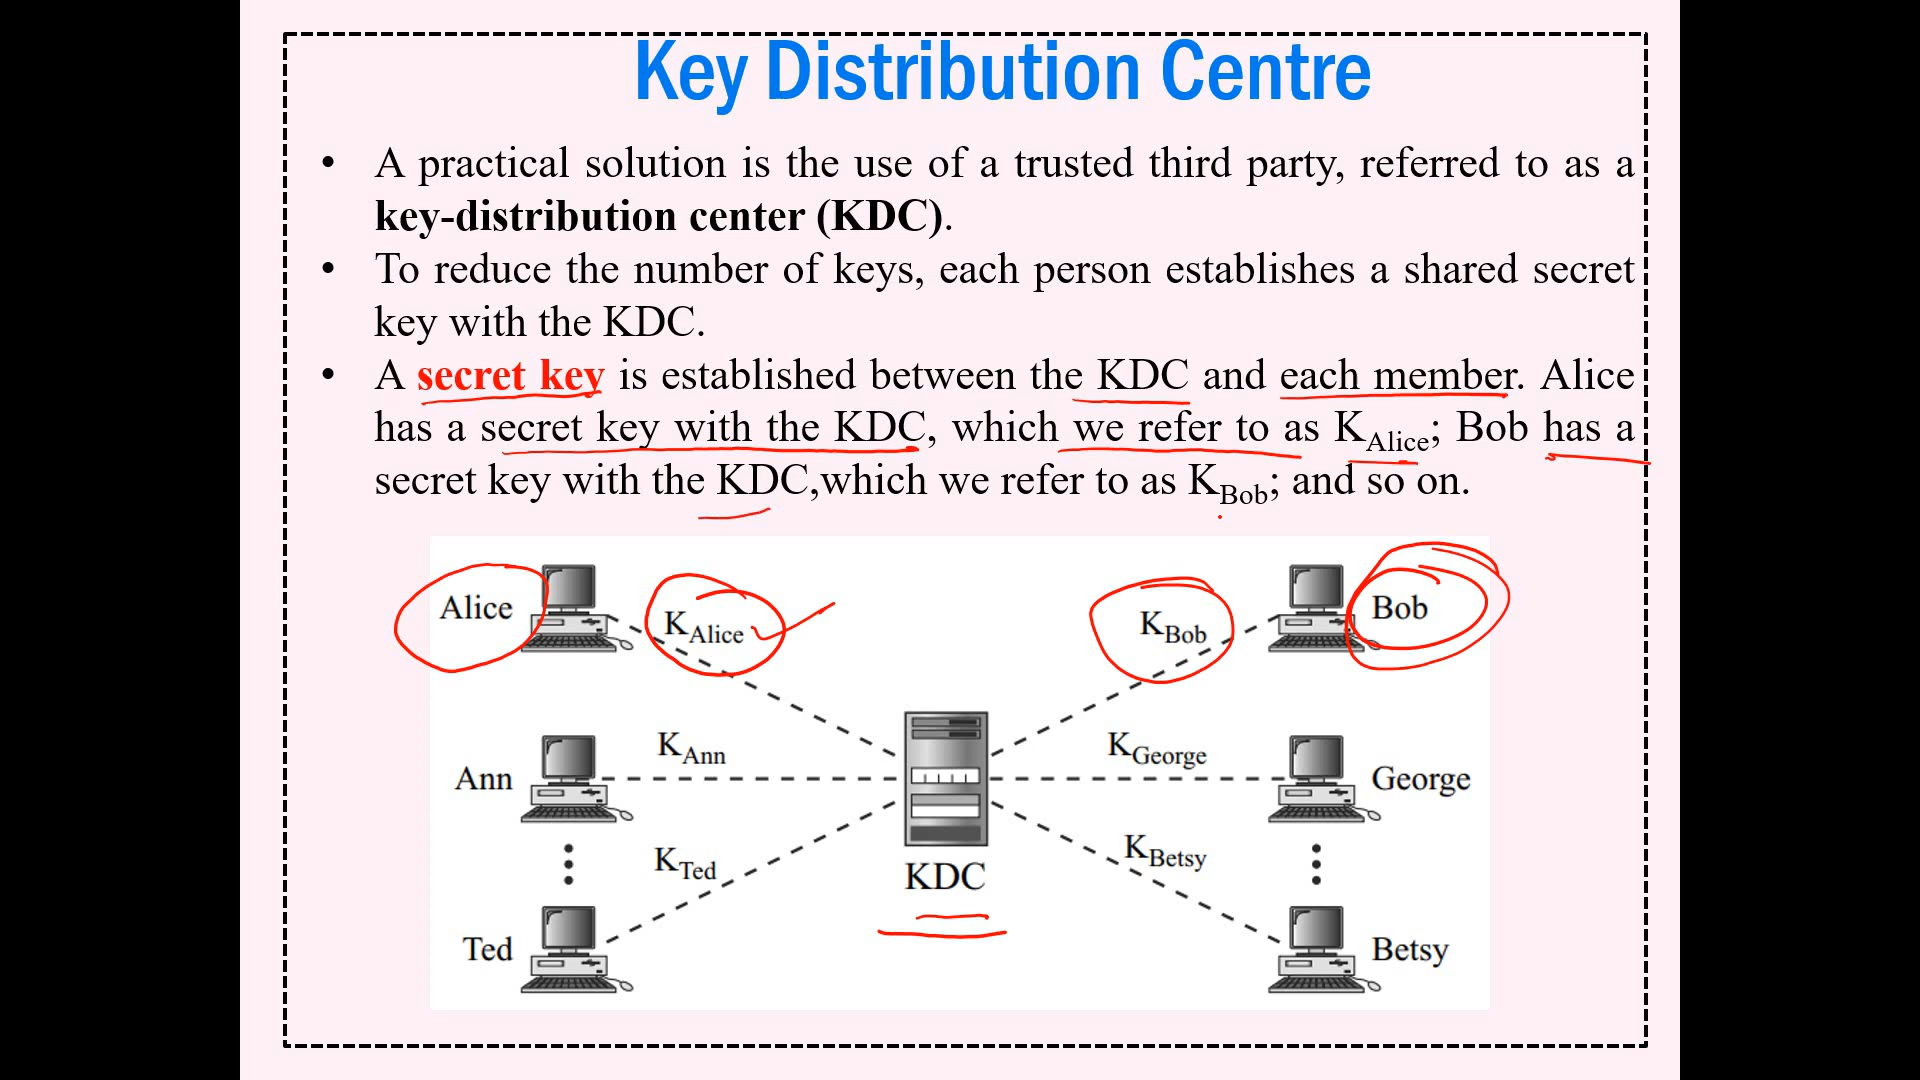 Key Distribution Centre
• A practical solution is the use of a trusted third party, referred to as a
key-distribution center (KDC).
• To reduce the number of keys, each person establishes a shared secret
key with the KDC.
• A secret key is established between the KDC and each member. Alice
has a secret key with the KDC, which we refer to as KAlice; Bob has a
secret key with the KDC,which we refer to as KBob; and so on.
Alice KAlice KBob Bob
Ann KAnn KGeorge George
KTed KBetsy
KDC
Ted Betsy